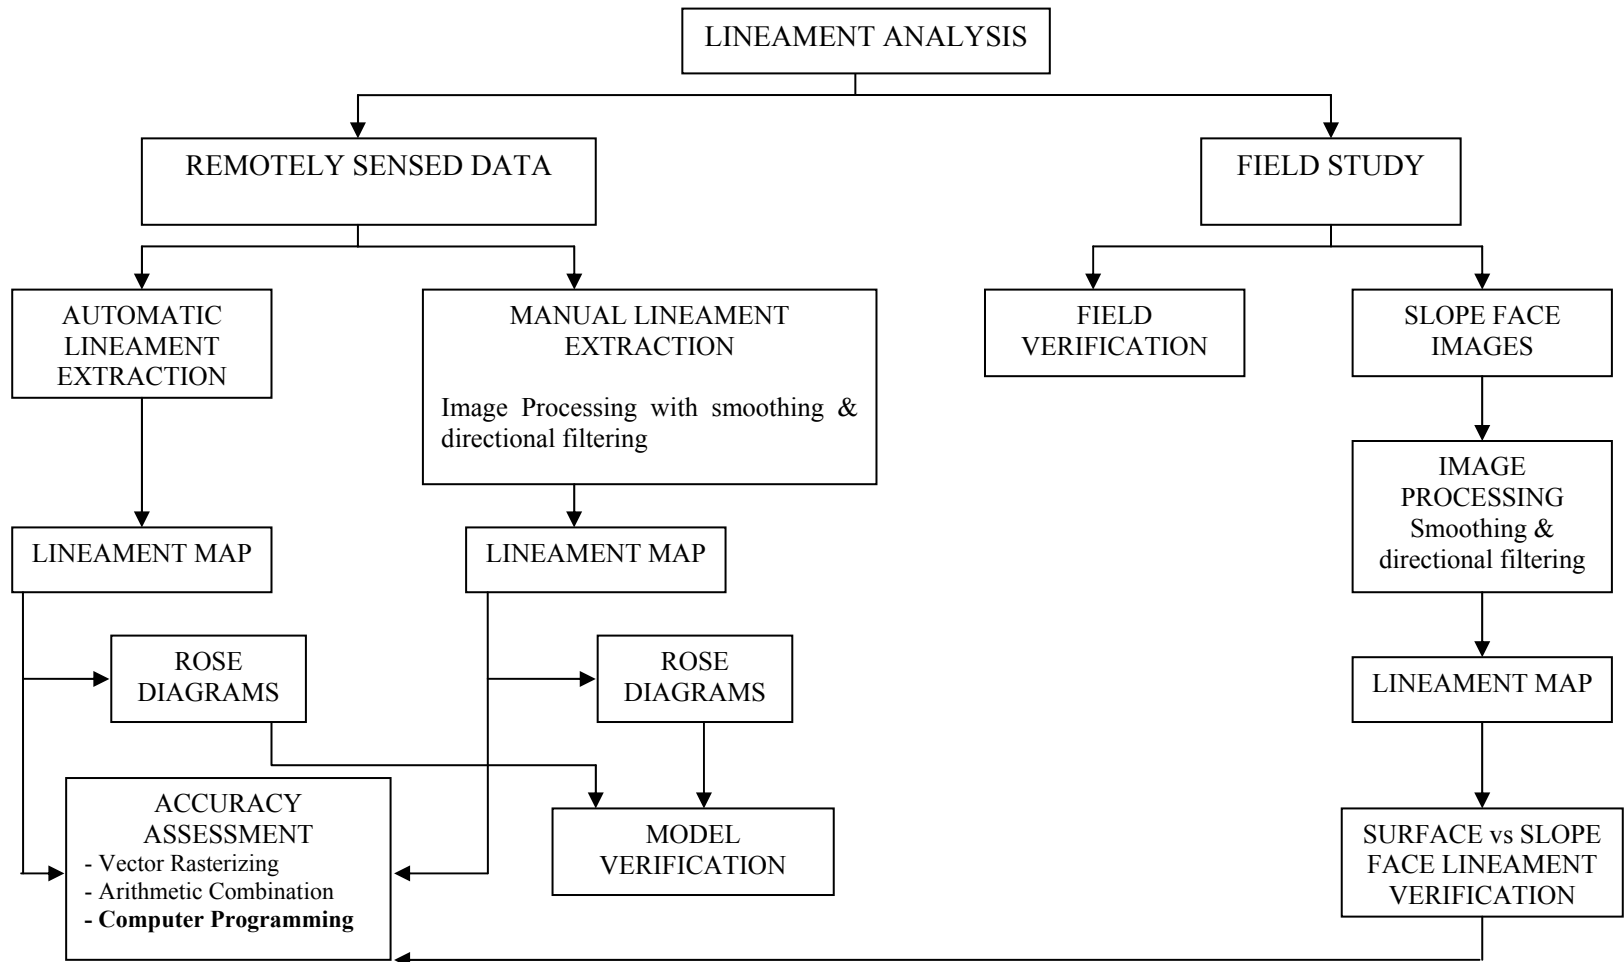 LINEAMENT ANALYSIS
REMOTELY SENSED DATA
FIELD STUDY
AUTOMATIC
LINEAMENT
EXTRACTION
MANUAL LINEAMENT
EXTRACTION
Image Processing with smoothing &
directional filtering
FIELD
VERIFICATION
SLOPE FACE
IMAGES
IMAGE
PROCESSING
Smoothing &
directional filtering
LINEAMENT MAP
LINEAMENT MAP
ROSE
DIAGRAMS
ROSE
DIAGRAMS
LINEAMENT MAP
ACCURACY
ASSESSMENT
- Vector Rasterizing
- Arithmetic Combination
- Computer Programming
MODEL
VERIFICATION
SURFACE vs SLOPE
FACE LINEAMENT
VERIFICATION